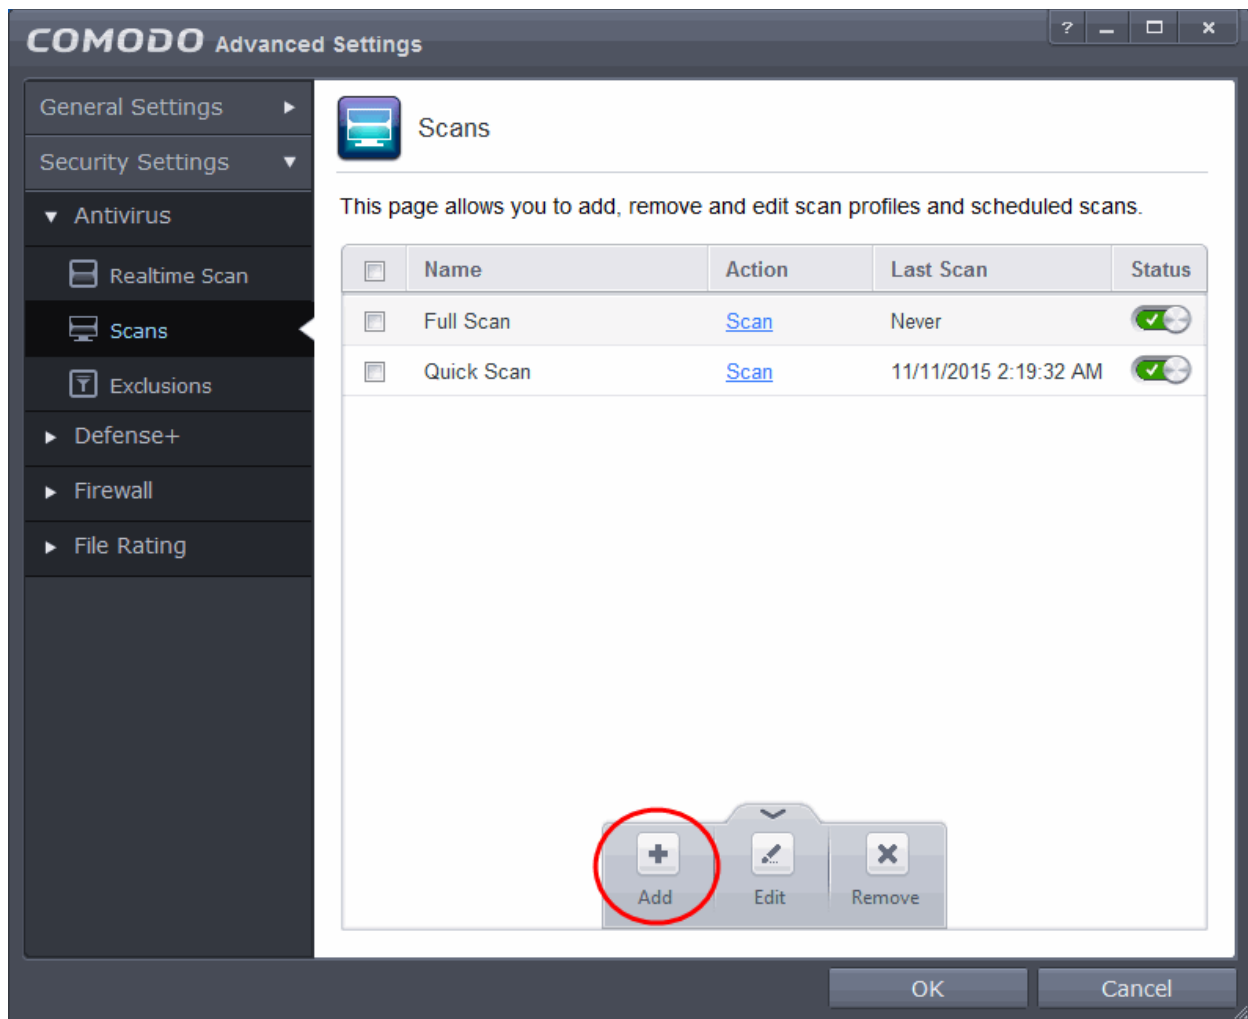 COMODO Advanced Settings
?
General Settings
Security Settings
Antivirus
Realtime Scan
Scans
Exclusions
Defense+
Firewall
File Rating
Scans
This page allows you to add, remove and edit scan profiles and scheduled scans.
Name Action Last Scan Status
Full Scan Scan Never
Quick Scan Scan 11/11/2015 2:19:32 AM
Add Edit Remove
OK Cancel